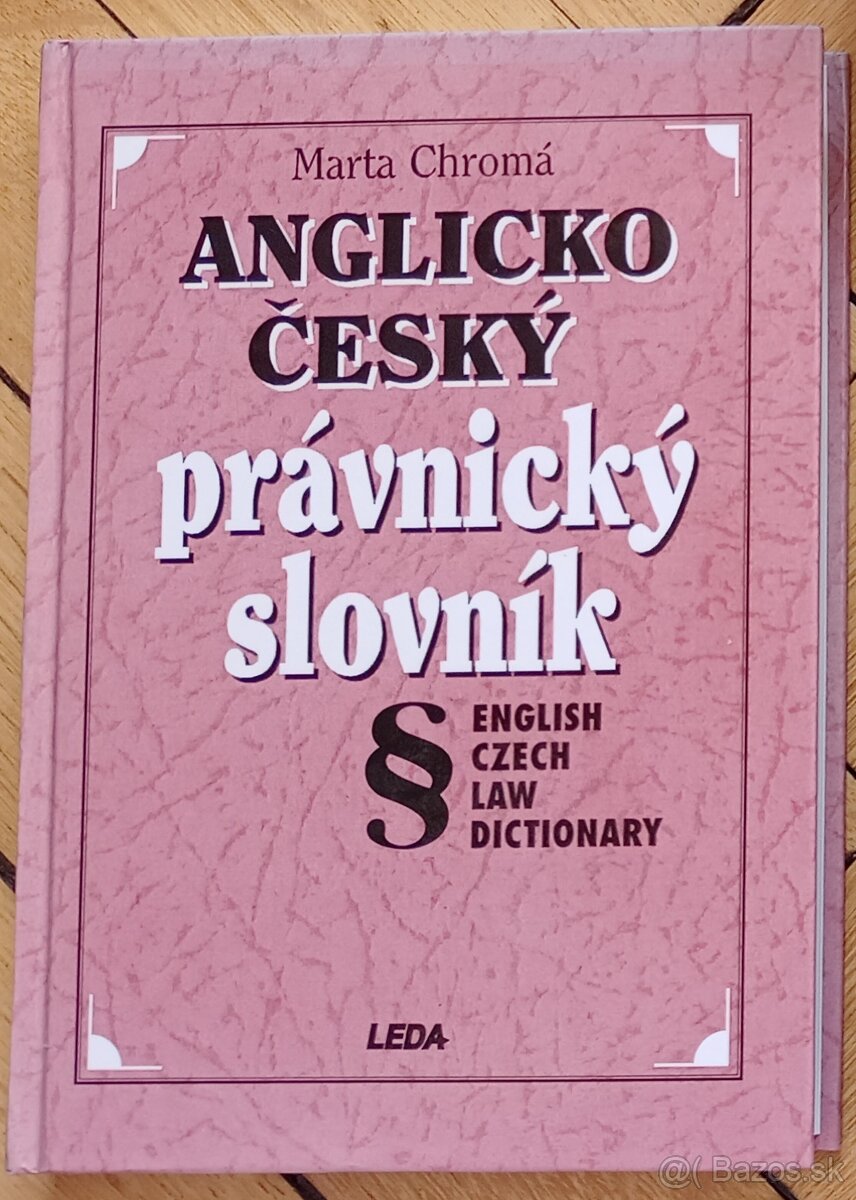 Marta Chromá
ANGLICKO
ČESKÝ
právnický
slovník
§
ENGLISH
CZECH
LAW
DICTIONARY
LEDA
@( Bazos.sk